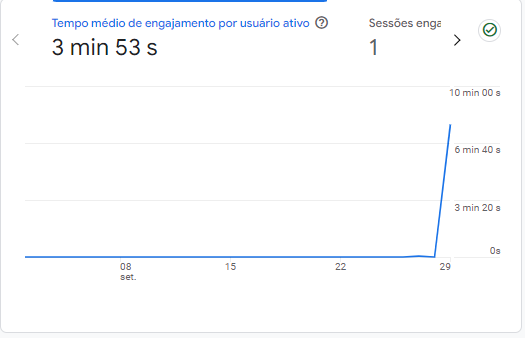 Tempo médio de engajamento por usuário ativo
3 min 53 s
Sessões enga
1
10 min 00 s
6 min 40 s
3 min 20 s
0s
08
set.
15
22
29